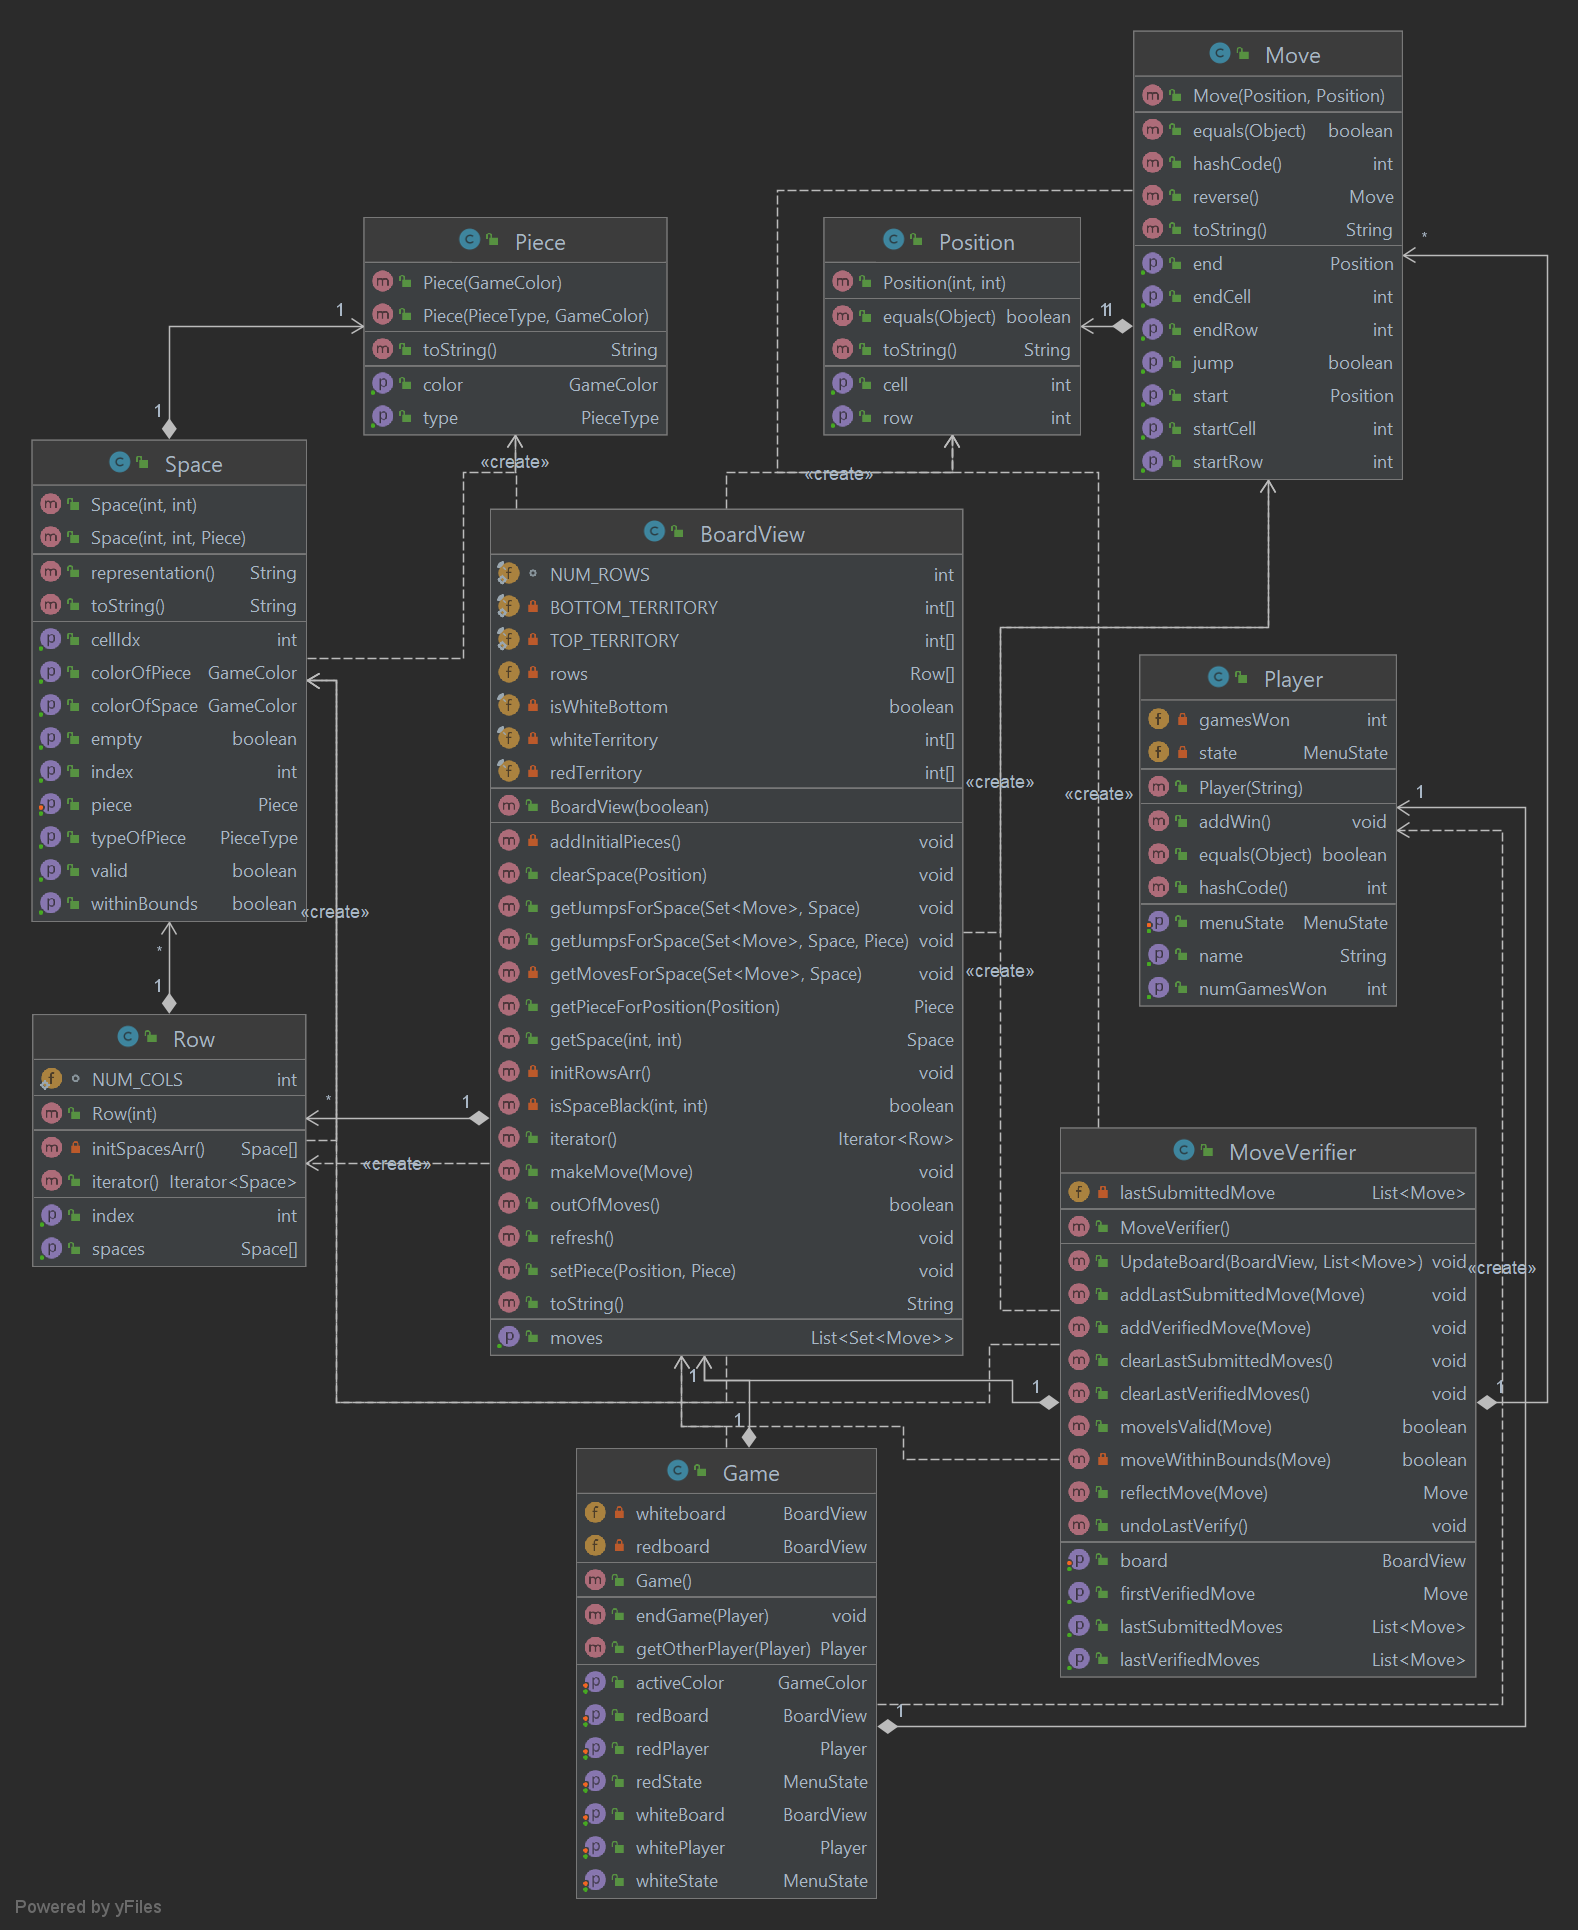 Move
Move(Position, Position)
equals(Object) boolean
hashCode() int
reverse() Move
toString() String
end Position
endCell int
endRow int
jump boolean
start Position
startCell int
startRow int
*
Piece
Piece(GameColor)
Piece(PieceType, GameColor)
toString() String
color GameColor
type PieceType
1
1
Position
Position(int, int)
equals(Object) boolean
toString() String
cell int
row int
11
«create»
«create»
Space
Space(int, int)
Space(int, int, Piece)
representation() String
toString() String
cellIdx int
colorOfPiece GameColor
colorOfSpace GameColor
empty boolean
index int
piece Piece
typeOfPiece PieceType
valid boolean
withinBounds boolean
«create»
*
1
BoardView
NUM_ROWS int
BOTTOM_TERRITORY int[]
TOP_TERRITORY int[]
rows Row[]
isWhiteBottom boolean
whiteTerritory int[]
redTerritory int[]
BoardView(boolean)
addInitialPieces() void
clearSpace(Position) void
getJumpsForSpace(Set<Move>, Space) void
getJumpsForSpace(Set<Move>, Space, Piece) void
getMovesForSpace(Set<Move>, Space) void
getPieceForPosition(Position) Piece
getSpace(int, int) Space
initRowsArr() void
isSpaceBlack(int, int) boolean
iterator() Iterator<Row>
makeMove(Move) void
outOfMoves() boolean
refresh() void
setPiece(Position, Piece) void
toString() String
moves List<Set<Move>>
«create»
«create»
«create»
Player
gamesWon int
state MenuState
Player(String)
addWin() void
equals(Object) boolean
hashCode() int
menuState MenuState
name String
numGamesWon int
1
Row
NUM_COLS int
Row(int)
initSpacesArr() Space[]
iterator() Iterator<Space>
index int
spaces Space[]
*
1
«create»
MoveVerifier
lastSubmittedMove List<Move>
MoveVerifier()
UpdateBoard(BoardView, List<Move>) void
addLastSubmittedMove(Move) void
addVerifiedMove(Move) void
clearLastSubmittedMoves() void
clearLastVerifiedMoves() void
moveIsValid(Move) boolean
moveWithinBounds(Move) boolean
reflectMove(Move) Move
undoLastVerify() void
board BoardView
firstVerifiedMove Move
lastSubmittedMoves List<Move>
lastVerifiedMoves List<Move>
«create»
1
1
1
1
Game
whiteboard BoardView
redboard BoardView
Game()
endGame(Player) void
getOtherPlayer(Player) Player
activeColor GameColor
redBoard BoardView
redPlayer Player
redState MenuState
whiteBoard BoardView
whitePlayer Player
whiteState MenuState
1
Powered by yFiles